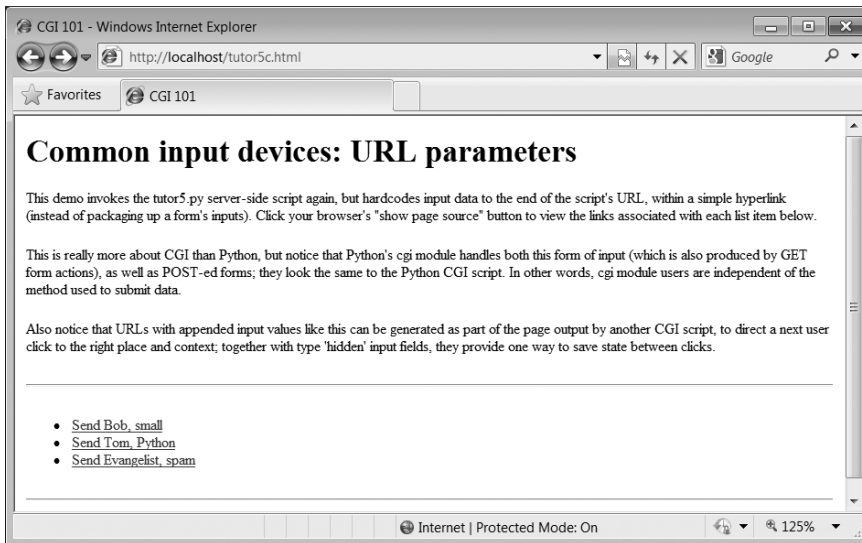 CGI 101 - Windows Internet Explorer
http://localhost/tutor5c.html
Google
Favorites
CGI 101
Common input devices: URL parameters
This demo invokes the tutor5.py server-side script again, but hardcodes input data to the end of the script's URL, within a simple hyperlink
(instead of packaging up a form's inputs). Click your browser's "show page source" button to view the links associated with each list item below.
This is really more about CGI than Python, but notice that Python's cgi module handles both this form of input (which is also produced by GET
form actions), as well as POST-ed forms; they look the same to the Python CGI script. In other words, cgi module users are independent of the
method used to submit data.
Also notice that URLs with appended input values like this can be generated as part of the page output by another CGI script, to direct a next user
click to the right place and context; together with type 'hidden' input fields, they provide one way to save state between clicks.
• Send Bob, small
• Send Tom, Python
• Send Evangelist, spam
Internet | Protected Mode: On
125%